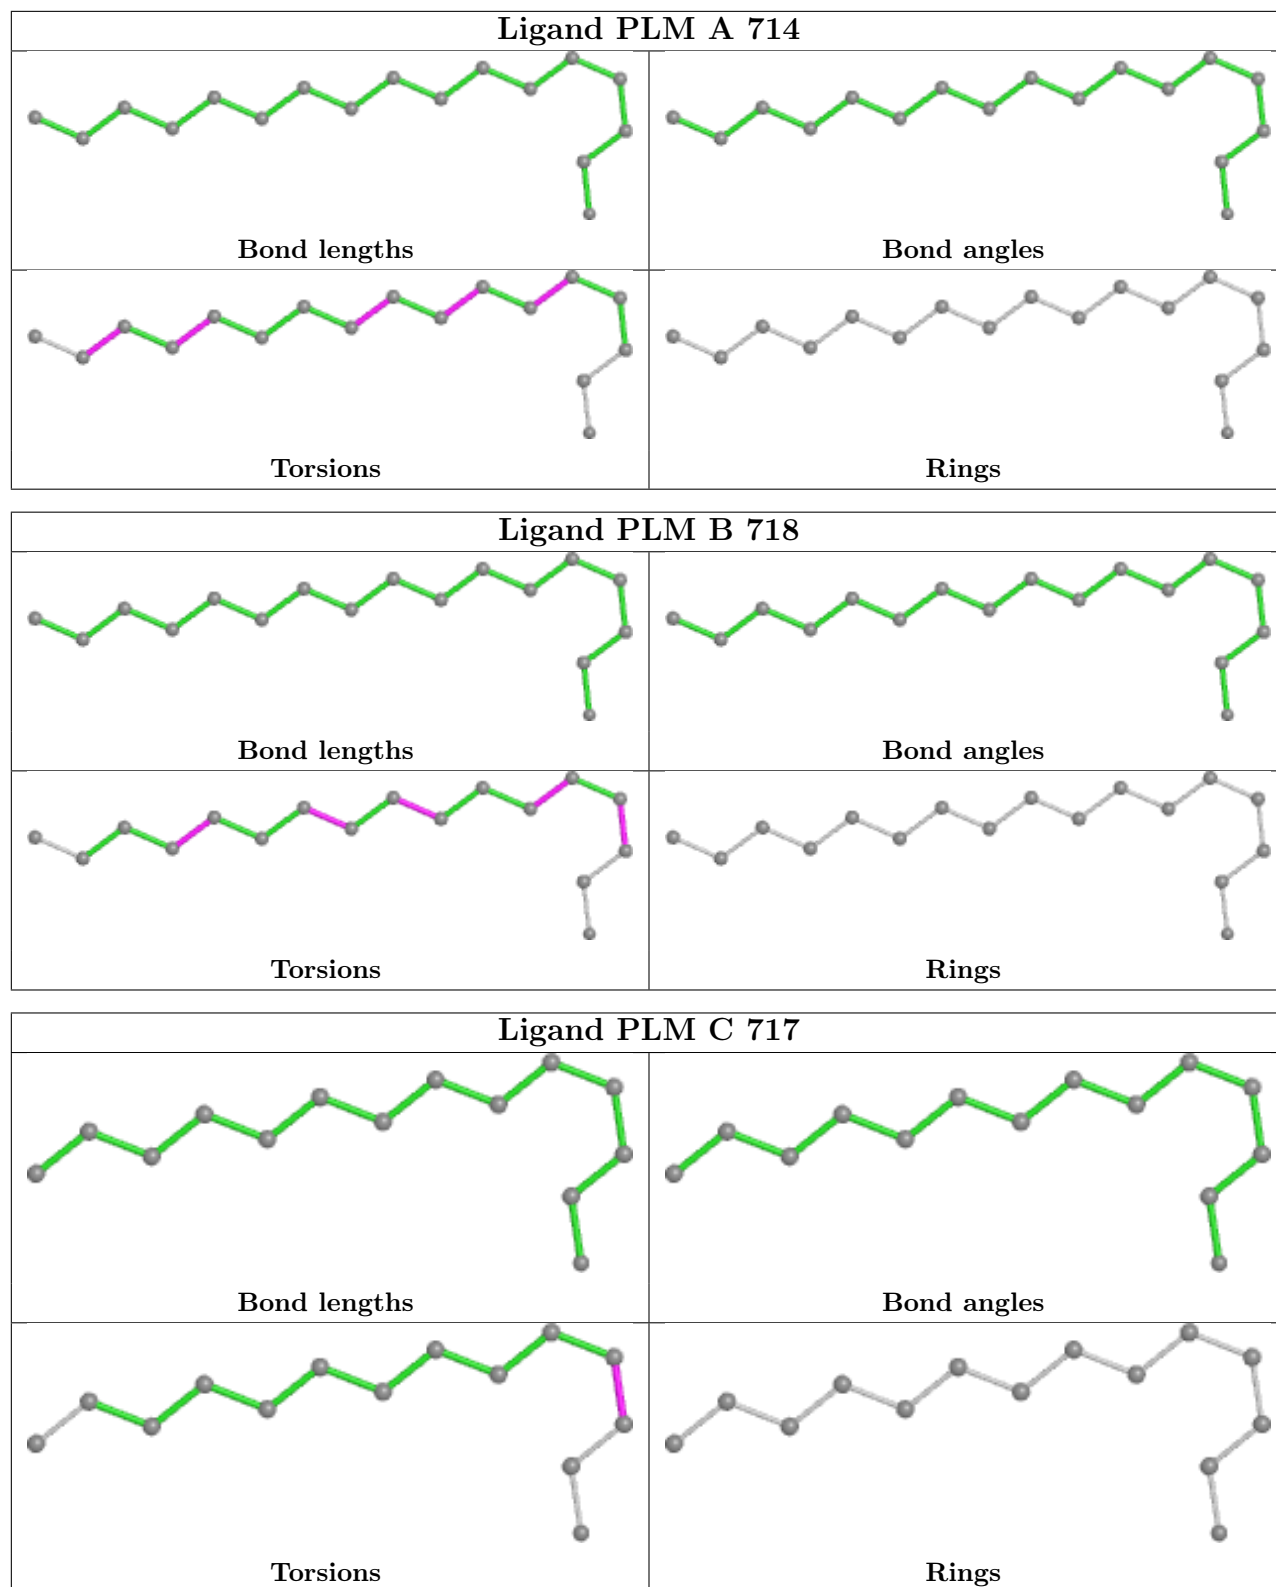 Ligand PLM A 714
Bond lengths
Bond angles
Torsions
Rings
Ligand PLM B 718
Bond lengths
Bond angles
Torsions
Rings
Ligand PLM C 717
Bond lengths
Bond angles
Torsions
Rings